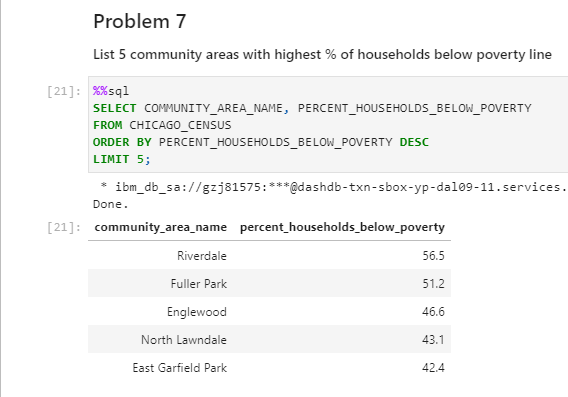 Problem 7
List 5 community areas with highest % of households below poverty line
[21]: %%sql
SELECT COMMUNITY_AREA_NAME, PERCENT_HOUSEHOLDS_BELOW_POVERTY
FROM CHICAGO_CENSUS
ORDER BY PERCENT_HOUSEHOLDS_BELOW_POVERTY DESC
LIMIT 5;
* ibm_db_sa://gzj81575:***@dashdb-txn-sbox-yp-dal09-11.services.
Done.
[21]: community_area_name percent_households_below_poverty
Riverdale 56.5
Fuller Park 51.2
Englewood 46.6
North Lawndale 43.1
East Garfield Park 42.4